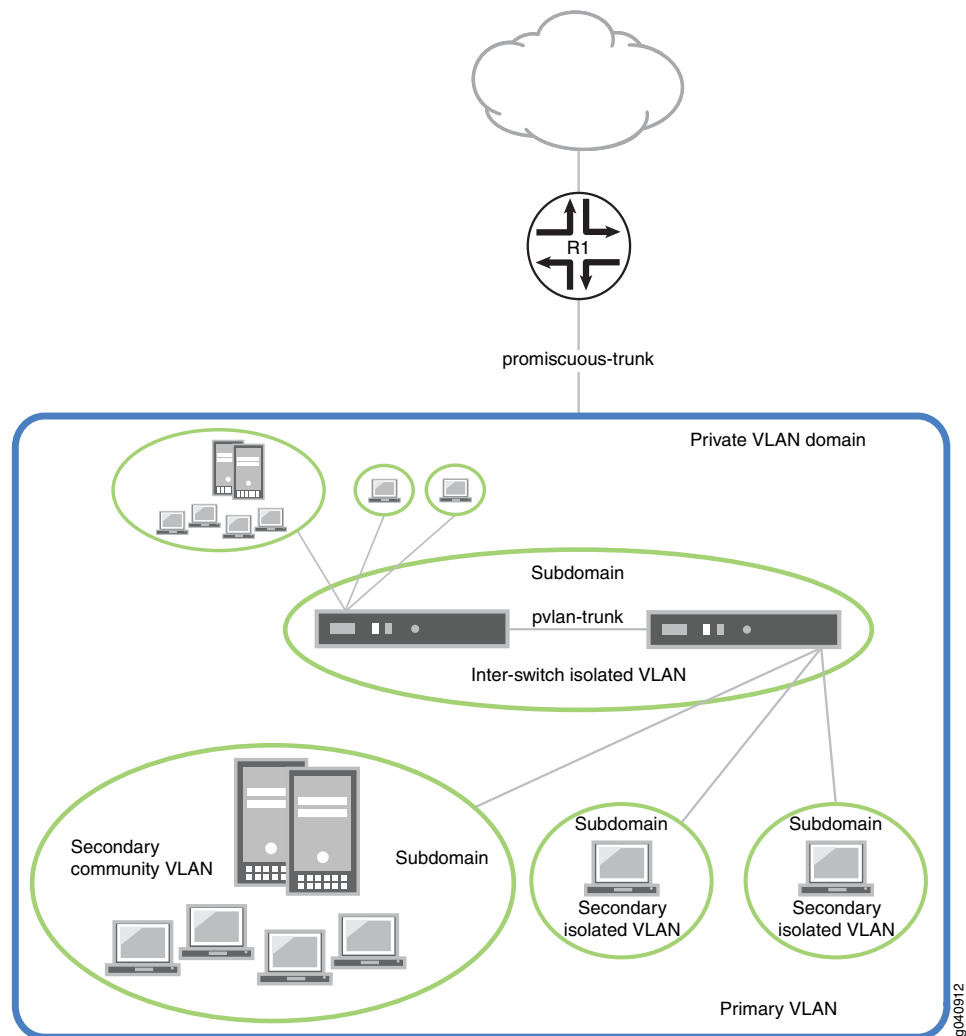 R1
promiscuous-trunk
Private VLAN domain
Subdomain
pvlan-trunk
Inter-switch isolated VLAN
Secondary
community VLAN
Subdomain
Subdomain
Secondary
isolated VLAN
Subdomain
Secondary
isolated VLAN
Primary VLAN
g040912